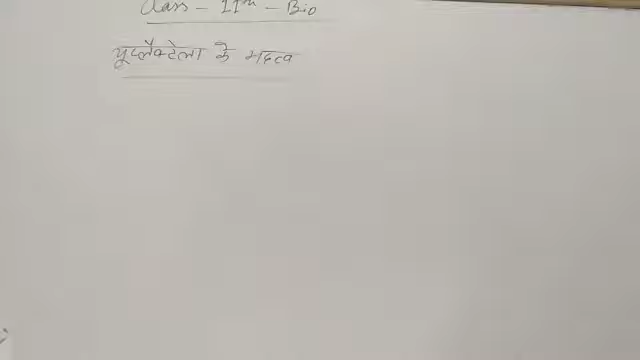 Class - 11th - Bio
यूप्लैक्टेला के महत्व